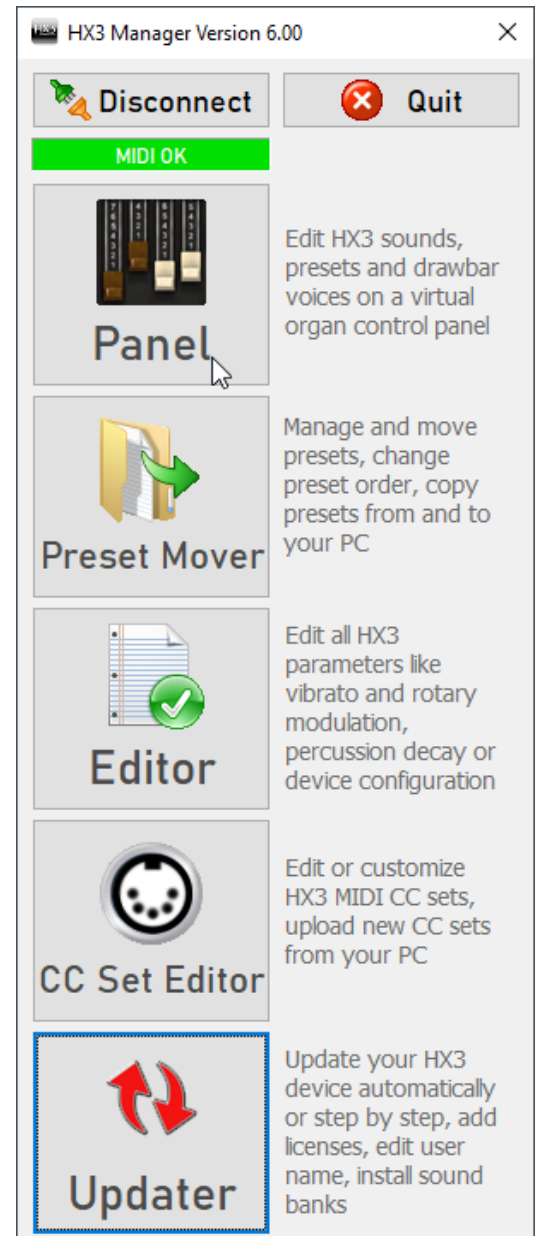 HX3 Manager Version 6.00
Disconnect
Quit
MIDI OK
Panel
Edit HX3 sounds,
presets and drawbar
voices on a virtual
organ control panel
Preset Mover
Manage and move
presets, change
preset order, copy
presets from and to
your PC
Editor
Edit all HX3
parameters like
vibrato and rotary
modulation,
percussion decay or
device configuration
CC Set Editor
Edit or customize
HX3 MIDI CC sets,
upload new CC sets
from your PC
Updater
Update your HX3
device automatically
or step by step, add
licenses, edit user
name, install sound
banks